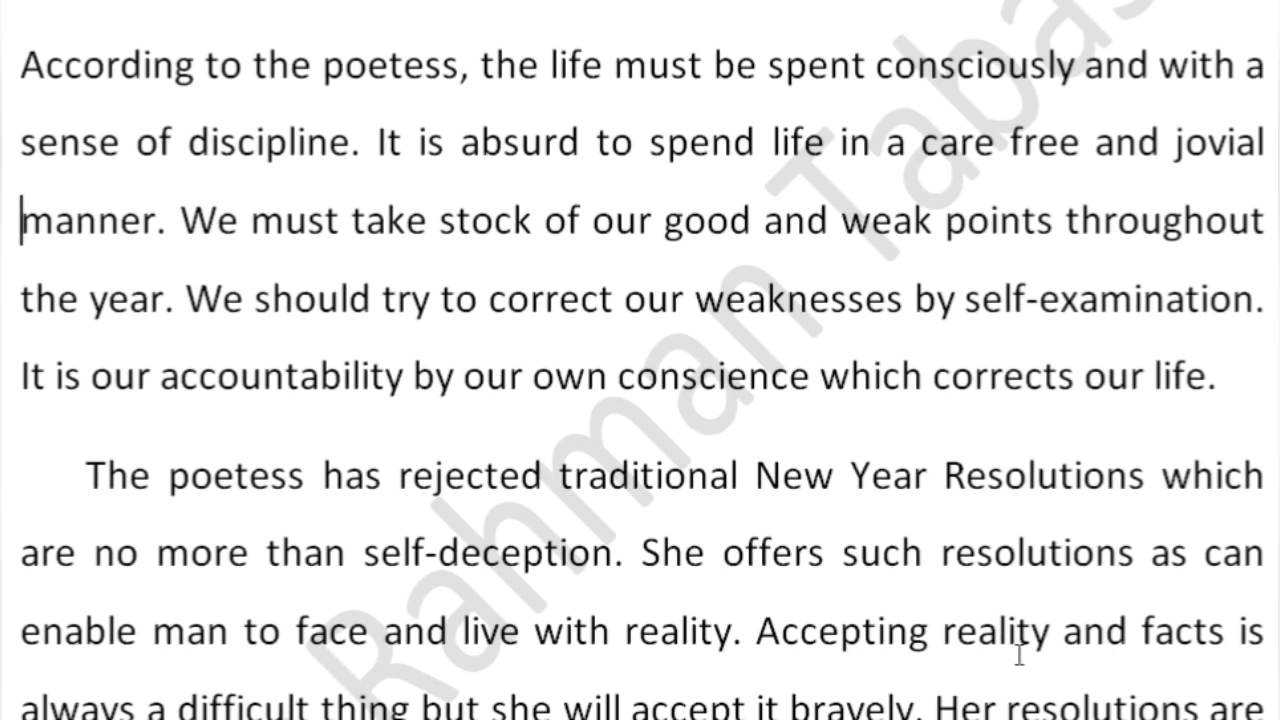 According to the poetess, the life must be spent consciously and with a
sense of discipline. It is absurd to spend life in a care free and jovial
manner. We must take stock of our good and weak points throughout
the year. We should try to correct our weaknesses by self-examination.
It is our accountability by our own conscience which corrects our life.
The poetess has rejected traditional New Year Resolutions which
are no more than self-deception. She offers such resolutions as can
enable man to face and live with reality. Accepting reality and facts is
always a difficult thing but she will accept it bravely. Her resolutions are
Rahman Tabas